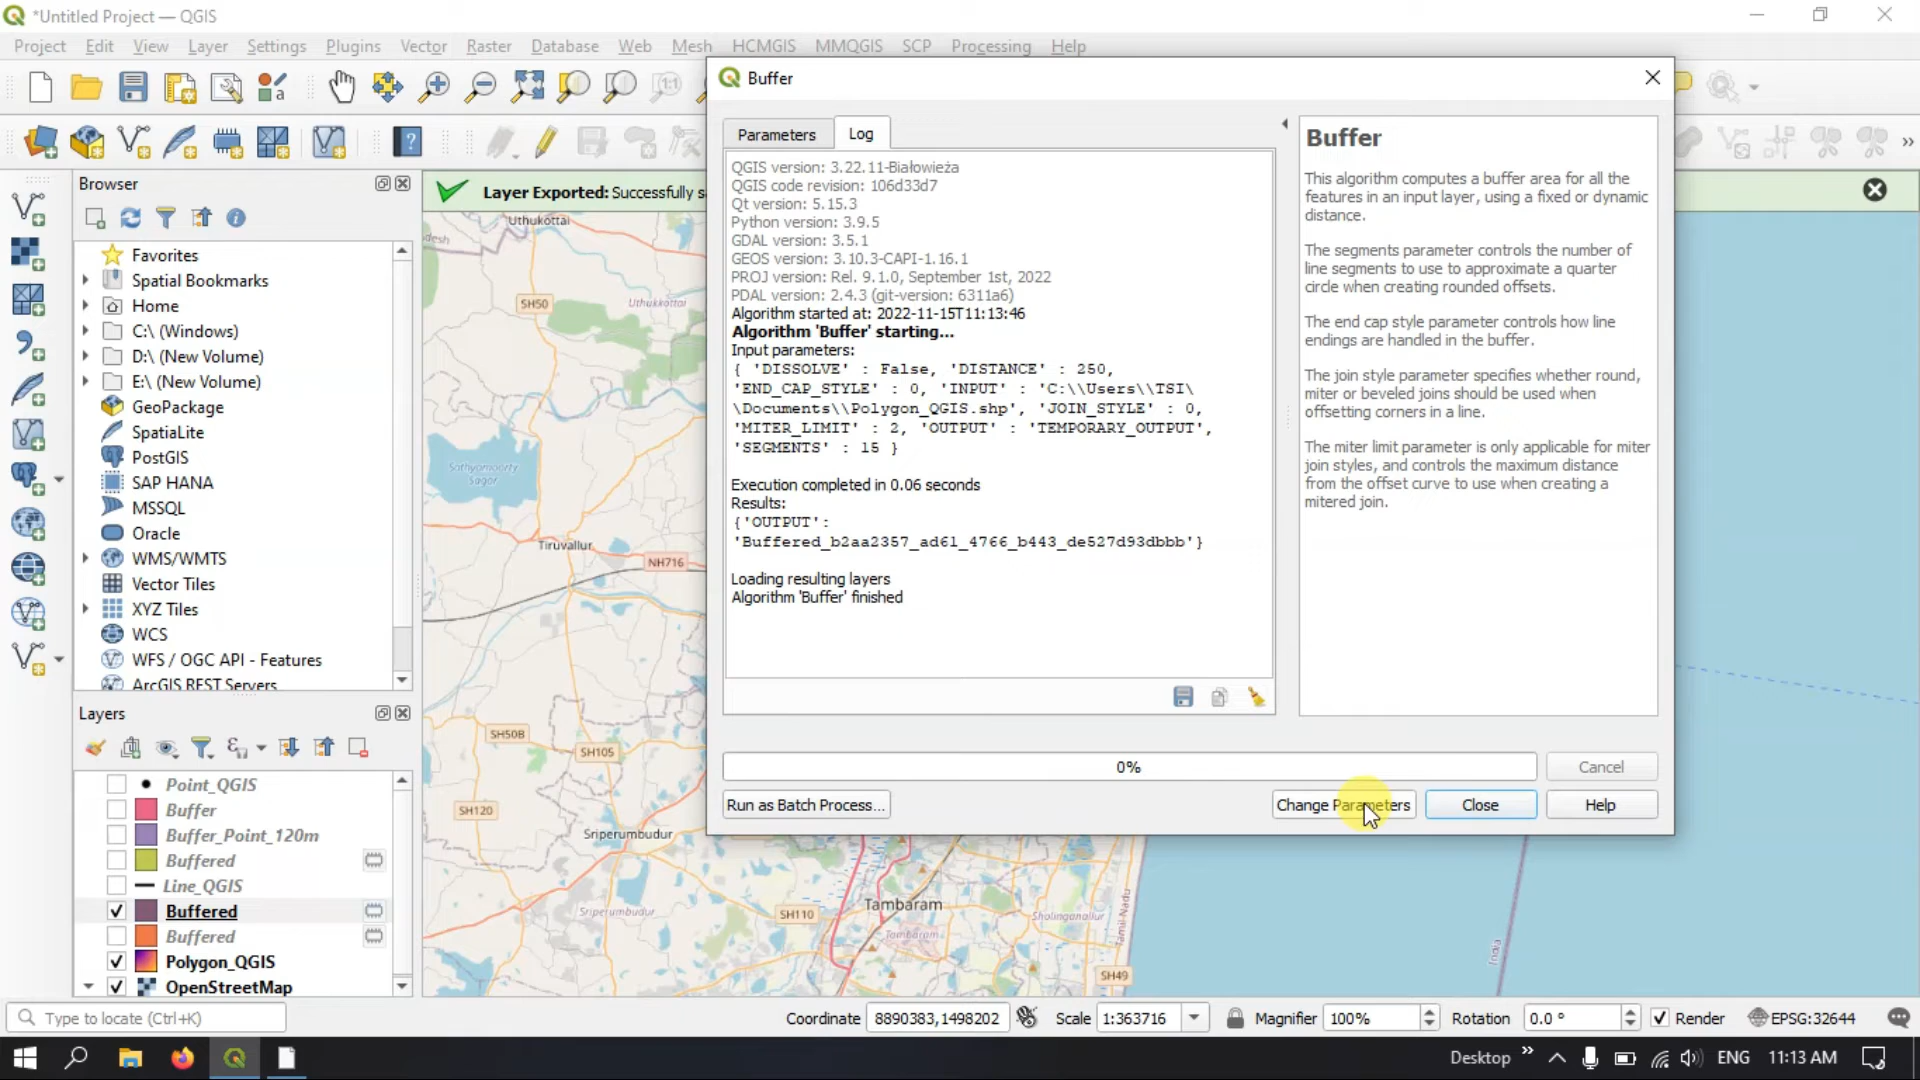 *Untitled Project — QGIS
Project Edit View Layer Settings Plugins Vector Raster Database Web Mesh HCMGIS MMQGIS SCP Processing Help
Buffer
Parameters Log
QGIS version: 3.22.11-Białowieża
QGIS code revision: 106d33d7
Qt version: 5.15.3
Python version: 3.9.5
GDAL version: 3.5.1
GEOS version: 3.10.3-CAPI-1.16.1
PROJ version: Rel. 9.1.0, September 1st, 2022
PDAL version: 2.4.3 (git-version: 6311a6)
Algorithm started at: 2022-11-15T11:13:46
Algorithm 'Buffer' starting…
Input parameters:
{ 'DISSOLVE' : False, 'DISTANCE' : 250,
'END_CAP_STYLE' : 0, 'INPUT' : 'C:\\Users\\TSI\
\Documents\\Polygon_QGIS.shp', 'JOIN_STYLE' : 0,
'MITER_LIMIT' : 2, 'OUTPUT' : 'TEMPORARY_OUTPUT',
'SEGMENTS' : 15 }
Execution completed in 0.06 seconds
Results:
{'OUTPUT':
'Buffered_b2aa2357_ad61_4766_b443_de527d93dbbb'}
Loading resulting layers
Algorithm 'Buffer' finished
Buffer
This algorithm computes a buffer area for all the
features in an input layer, using a fixed or dynamic
distance.
The segments parameter controls the number of
line segments to use to approximate a quarter
circle when creating rounded offsets.
The end cap style parameter controls how line
endings are handled in the buffer.
The join style parameter specifies whether round,
miter or beveled joins should be used when
offsetting corners in a line.
The miter limit parameter is only applicable for miter
join styles, and controls the maximum distance
from the offset curve to use when creating a
mitered join.
0%
Cancel
Run as Batch Process…
Change Parameters
Close
Help
Browser
Favorites
Spatial Bookmarks
Home
C:\ (Windows)
D:\ (New Volume)
E:\ (New Volume)
GeoPackage
SpatiaLite
PostGIS
SAP HANA
MSSQL
Oracle
WMS/WMTS
Vector Tiles
XYZ Tiles
WCS
WFS / OGC API - Features
ArcGIS REST Servers
Layers
Point_QGIS
Buffer
Buffer_Point_120m
Buffered
Line_QGIS
Buffered
Buffered
Polygon_QGIS
OpenStreetMap
Layer Exported: Successfully s
Uthukottai
desh
SH50
Uthukkottai
Sathyamoorty
Sagar
Tiruvallur
NH716
SH50B
SH105
SH120
Sriperumbudur
Sriperumbudur
SH110
Tambaram
Tambaram
Sholinganallur
Tamil Nadu
SH49
India
1:1
Type to locate (Ctrl+K)
Coordinate 8890383,1498202 Scale 1:363716 Magnifier 100% Rotation 0.0 ° Render EPSG:32644
Desktop » ENG 11:13 AM